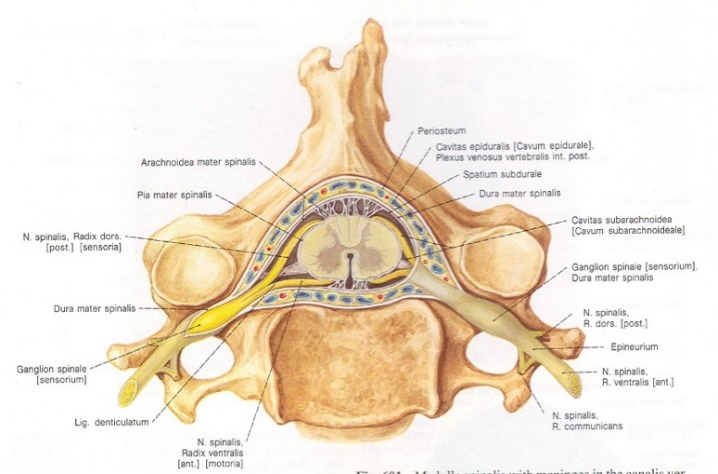 Periosteum
Cavitas epiduralis [Cavum epidurale],
Plexus venosus vertebralis int. post.
Arachnoidea mater spinalis
Spatium subdurale
Pia mater spinalis
Dura mater spinalis
Cavitas subarachnoidea
[Cavum subarachnoideale]
N. spinalis, Radix dors.
[post.] [sensoria]
Ganglion spinale [sensorium],
Dura mater spinalis
Dura mater spinalis
N. spinalis,
R. dors. [post.]
Epineurium
Ganglion spinale
[sensorium]
N. spinalis,
R. ventralis [ant.]
Lig. denticulatum
N. spinalis,
R. communicans
N. spinalis,
Radix ventralis
[ant.] [motoria]
Medulla spinalis with meninges in the canalis ver-